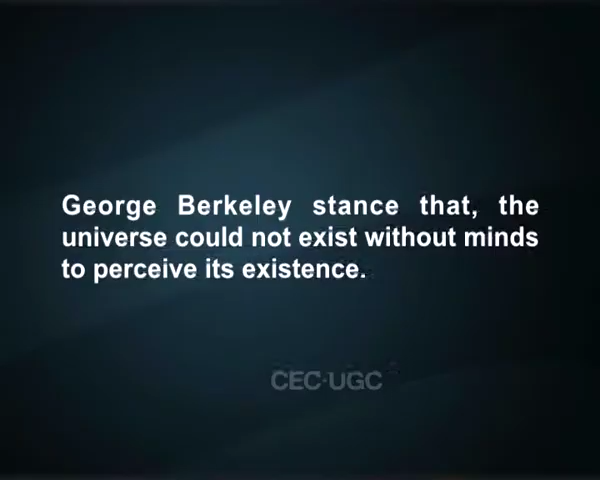 George Berkeley stance that, the
universe could not exist without minds
to perceive its existence.
CEC-UGC